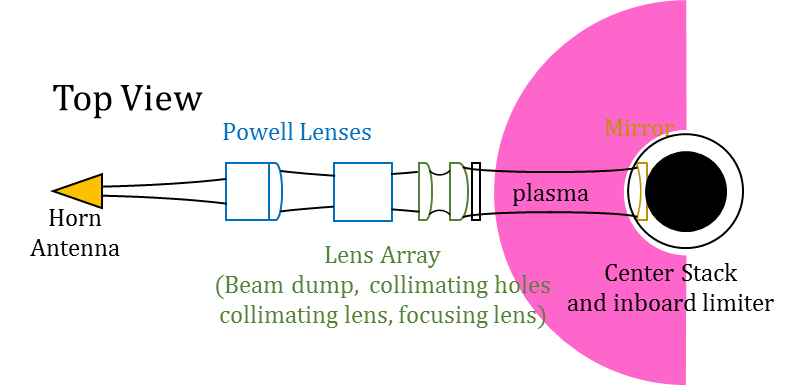 Top View
Powell Lenses
Mirror
plasma
Horn
Antenna
Lens Array
(Beam dump, collimating holes
collimating lens, focusing lens)
Center Stack
and inboard limiter